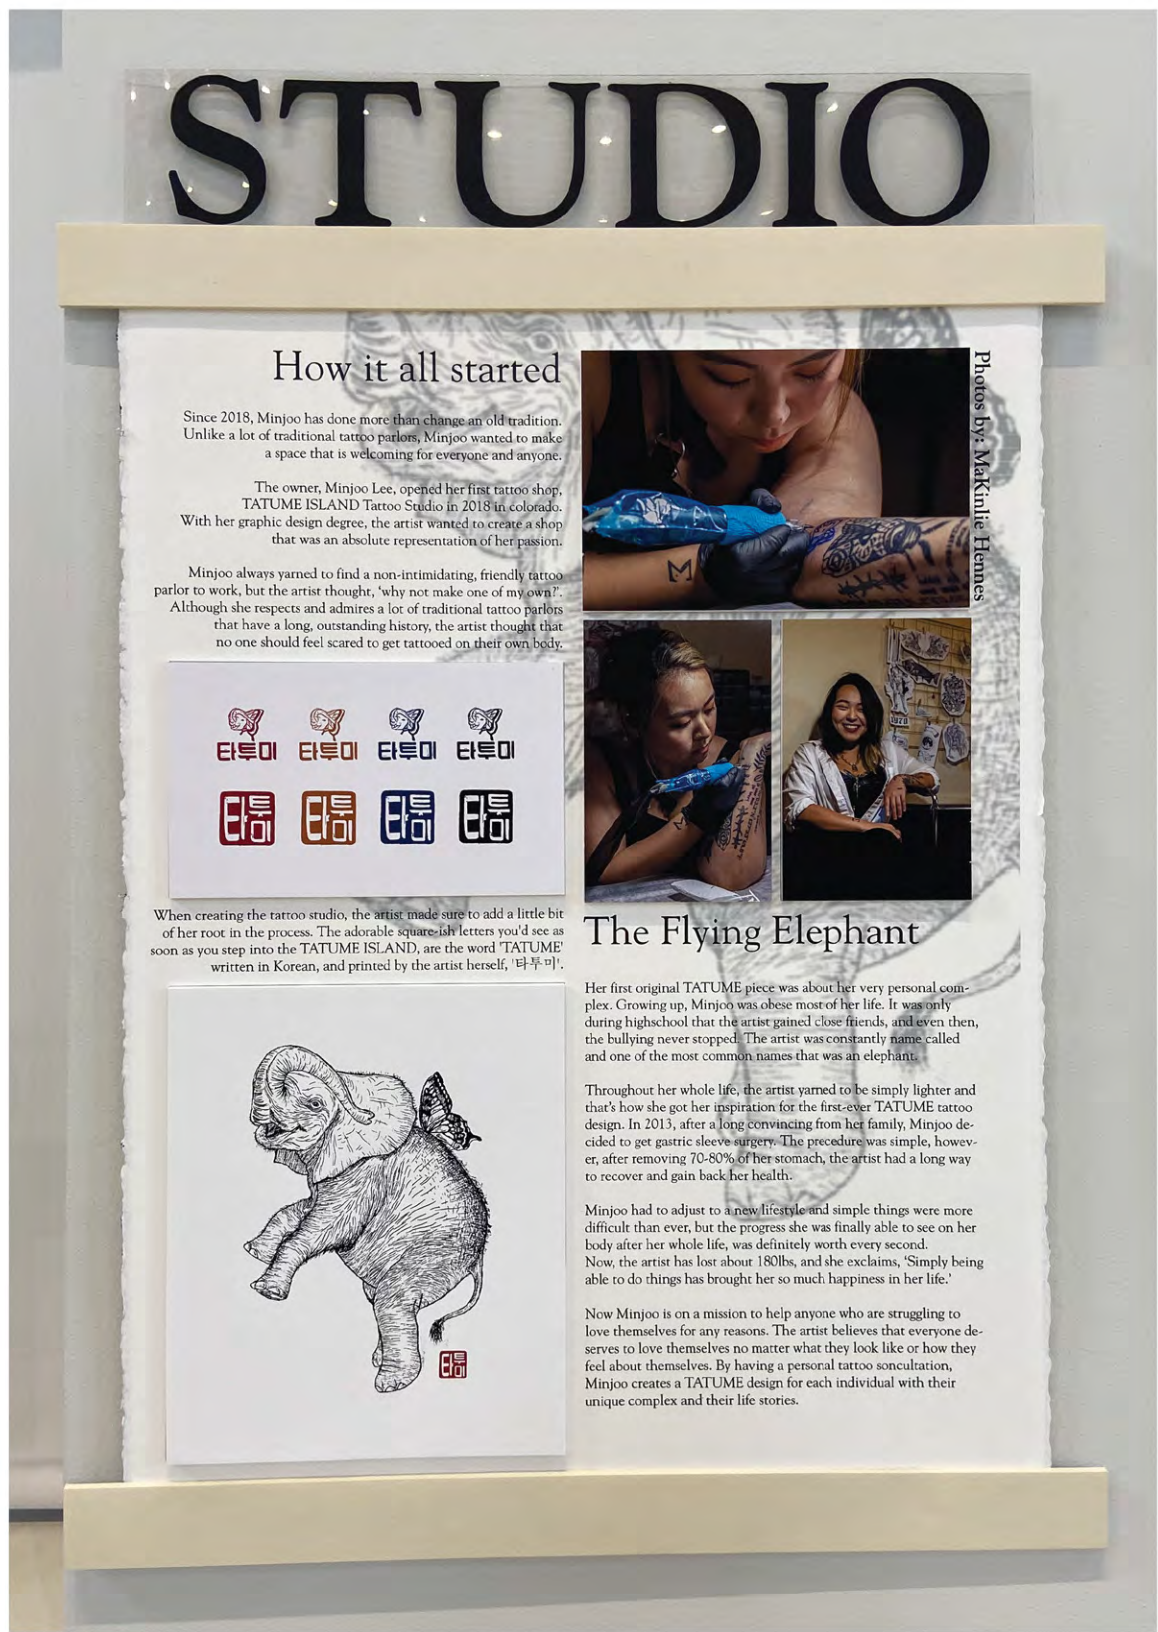 STUDIO
How it all started
Since 2018, Minjoo has done more than change an old tradition.
Unlike a lot of traditional tattoo parlors, Minjoo wanted to make
a space that is welcoming for everyone and anyone.
The owner, Minjoo Lee, opened her first tattoo shop,
TATUME ISLAND Tattoo Studio in 2018 in colorado.
With her graphic design degree, the artist wanted to create a shop
that was an absolute representation of her passion.
Minjoo always yarned to find a non-intimidating, friendly tattoo
parlor to work, but the artist thought, 'why not make one of my own?'.
Although she respects and admires a lot of traditional tattoo parlors
that have a long, outstanding history, the artist thought that
no one should feel scared to get tattooed on their own body.
타투미 타투미 타투미 타투미
타투미 타투미 타투미 타투미
When creating the tattoo studio, the artist made sure to add a little bit
of her root in the process. The adorable square-ish letters you'd see as
soon as you step into the TATUME ISLAND, are the word 'TATUME'
written in Korean, and printed by the artist herself, '타투미'.
타투미
Photos by: MaKinlie Hennes
The Flying Elephant
Her first original TATUME piece was about her very personal com-
plex. Growing up, Minjoo was obese most of her life. It was only
during highschool that the artist gained close friends, and even then,
the bullying never stopped. The artist was constantly name called
and one of the most common names that was an elephant.
Throughout her whole life, the artist yarned to be simply lighter and
that's how she got her inspiration for the first-ever TATUME tattoo
design. In 2013, after a long convincing from her family, Minjoo de-
cided to get gastric sleeve surgery. The precedure was simple, howev-
er, after removing 70-80% of her stomach, the artist had a long way
to recover and gain back her health.
Minjoo had to adjust to a new lifestyle and simple things were more
difficult than ever, but the progress she was finally able to see on her
body after her whole life, was definitely worth every second.
Now, the artist has lost about 180lbs, and she exclaims, 'Simply being
able to do things has brought her so much happiness in her life.'
Now Minjoo is on a mission to help anyone who are struggling to
love themselves for any reasons. The artist believes that everyone de-
serves to love themselves no matter what they look like or how they
feel about themselves. By having a personal tattoo soncultation,
Minjoo creates a TATUME design for each individual with their
unique complex and their life stories.